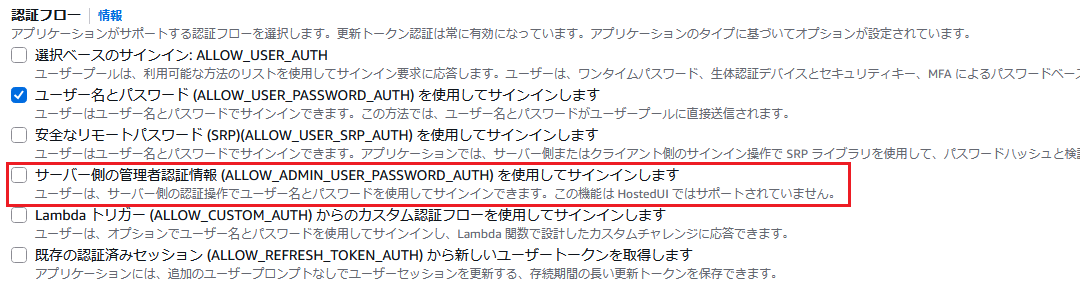 認証フロー | 情報
アプリケーションがサポートする認証フローを選択します。更新トークン認証は常に有効になっています。アプリケーションのタイプに基づいてオプションが設定されています。
選択ベースのサインイン: ALLOW_USER_AUTH
ユーザープールは、利用可能な方法のリストを使用してサインイン要求に応答します。ユーザーは、ワンタイムパスワード、生体認証デバイスとセキュリティキー、MFA によるパスワードベース
ユーザー名とパスワード (ALLOW_USER_PASSWORD_AUTH) を使用してサインインします
ユーザーはユーザー名とパスワードでサインインできます。この方法では、ユーザー名とパスワードがユーザープールに直接送信されます。
安全なリモートパスワード (SRP)(ALLOW_USER_SRP_AUTH) を使用してサインインします
ユーザーはユーザー名とパスワードでサインインできます。アプリケーションでは、サーバー側またはクライアント側のサインイン操作で SRP ライブラリを使用して、パスワードハッシュと検
サーバー側の管理者認証情報 (ALLOW_ADMIN_USER_PASSWORD_AUTH) を使用してサインインします
ユーザーは、サーバー側の認証操作でユーザー名とパスワードを使用してサインインできます。この機能は HostedUI ではサポートされていません。
Lambda トリガー (ALLOW_CUSTOM_AUTH) からのカスタム認証フローを使用してサインインします
ユーザーは、オプションでユーザー名とパスワードを使用してサインインし、Lambda 関数で設計したカスタムチャレンジに応答できます。
既存の認証済みセッション (ALLOW_REFRESH_TOKEN_AUTH) から新しいユーザートークンを取得します
アプリケーションには、追加のユーザープロンプトなしでユーザーセッションを更新する、存続期間の長い更新トークンを保存できます。